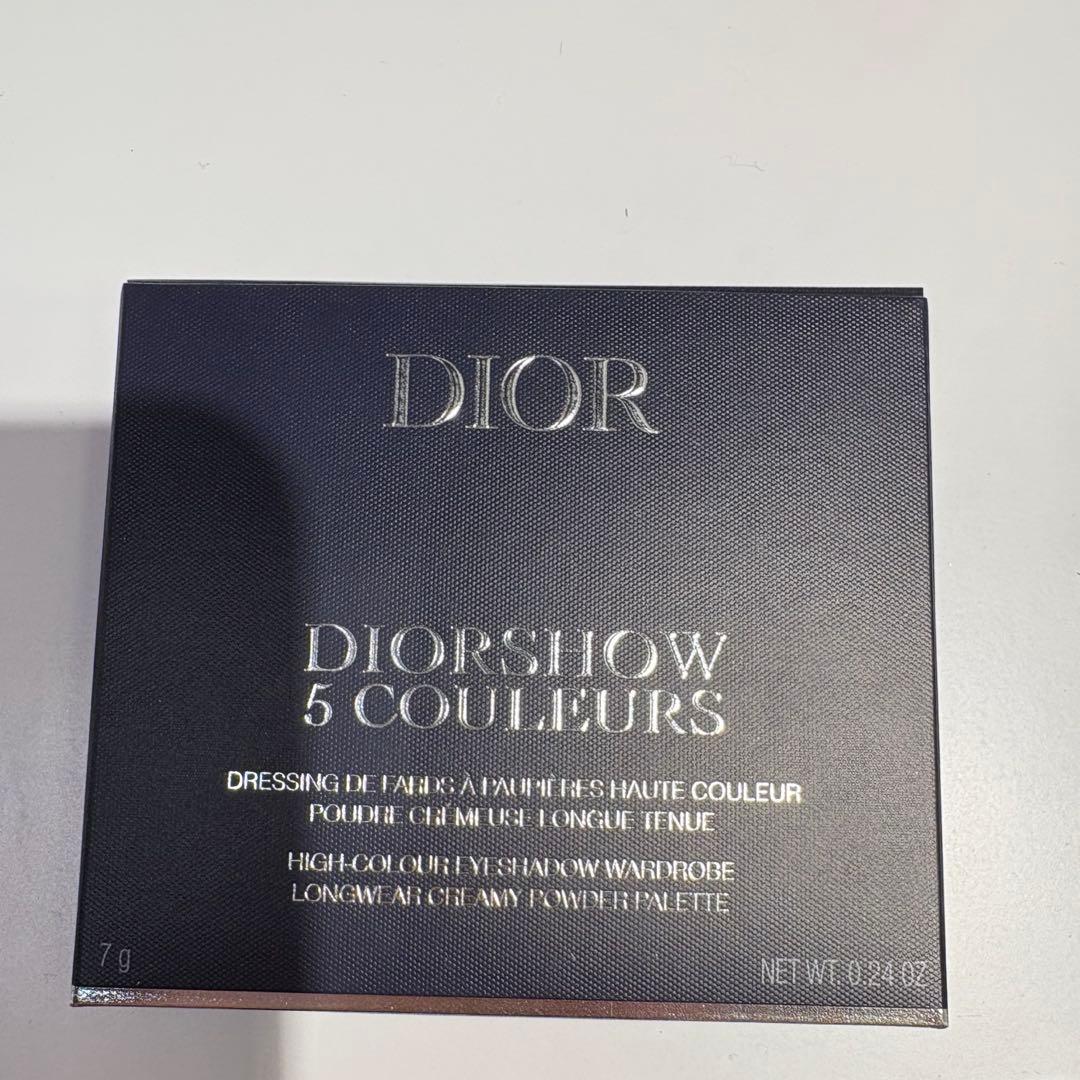 DIOR
DIORSHOW
5 COULEURS
DRESSING DE FARDS À PAUPIÈRES HAUTE COULEUR
POUDRE CRÉMEUSE LONGUE TENUE
HIGH-COLOUR EYESHADOW WARDROBE
LONGWEAR CREAMY POWDER PALETTE
7 g
NET WT. 0.24 OZ